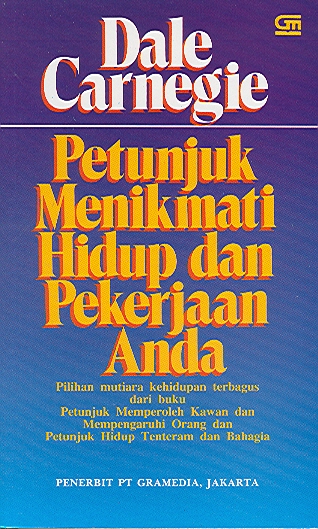 GM
Dale
Carnegie
Petunjuk
Menikmati
Hidup dan
Pekerjaan
Anda
Pilihan mutiara kehidupan terbagus
dari buku
Petunjuk Memperoleh Kawan dan
Mempengaruhi Orang dan
Petunjuk Hidup Tenteram dan Bahagia
PENERBIT PT GRAMEDIA, JAKARTA